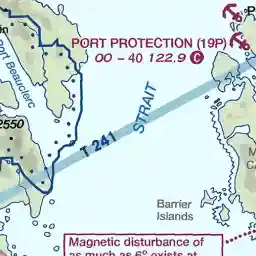 PORT PROTECTION (19P)
00 - 40 122.9 C
Port Beauclerc
STRAIT
2550
T 241
Barrier
Islands
Magnetic disturbance of
as much as 6° exists at